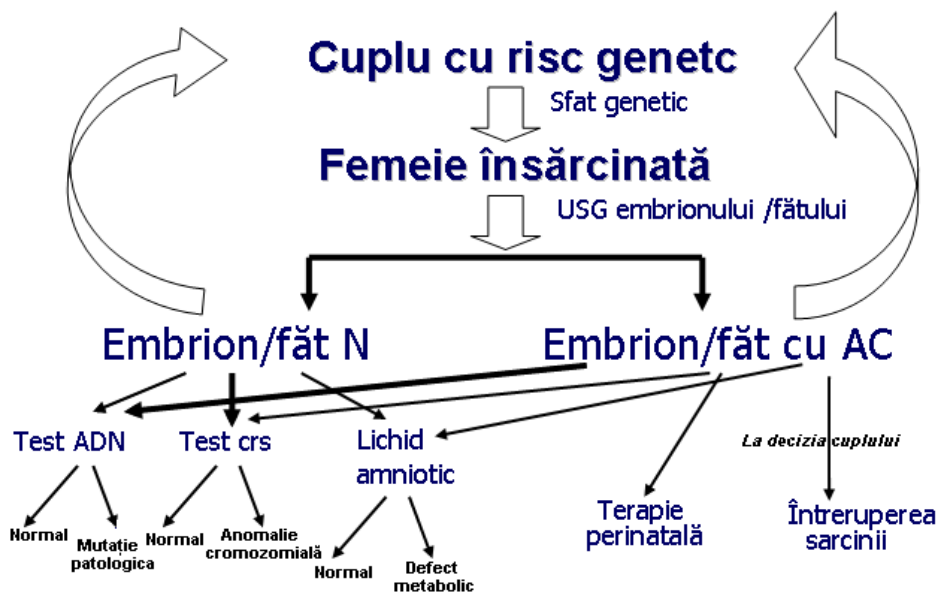 Cuplu cu risc genetc
Sfat genetic
Femeie însărcinată
USG embrionului /fătului
Embrion/făt N
Embrion/făt cu AC
Test ADN
Test crs
Lichid
amniotic
La decizia cuplului
Normal
Mutație
patologica
Normal
Anomalie
cromozomială
Normal
Defect
metabolic
Terapie
perinatală
Întreruperea
sarcinii